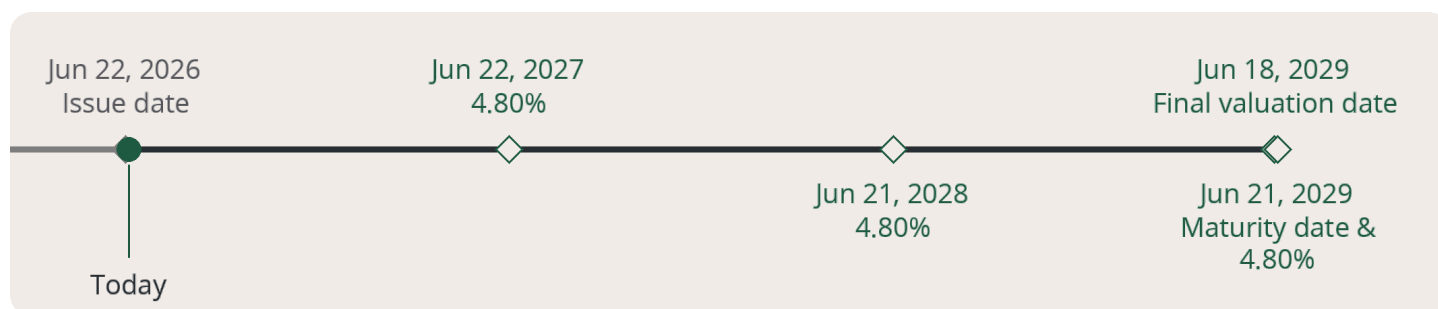 Jun 22, 2026
Issue date
Jun 22, 2027
4.80%
Jun 18, 2029
Final valuation date
Jun 21, 2028
4.80%
Jun 21, 2029
Maturity date &
4.80%
Today